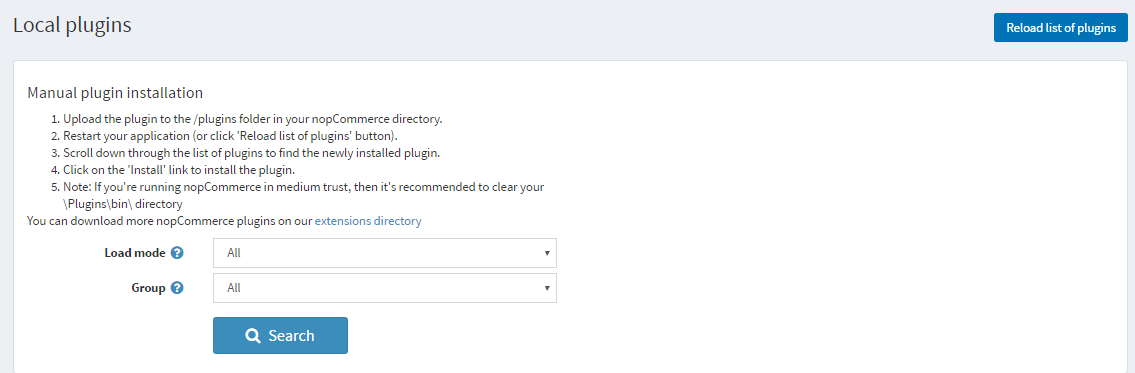 Local plugins
Reload list of plugins
Manual plugin installation
1. Upload the plugin to the /plugins folder in your nopCommerce directory.
2. Restart your application (or click 'Reload list of plugins' button).
3. Scroll down through the list of plugins to find the newly installed plugin.
4. Click on the 'Install' link to install the plugin.
5. Note: If you're running nopCommerce in medium trust, then it's recommended to clear your
\Plugins\bin\ directory
You can download more nopCommerce plugins on our extensions directory
Load mode ? All
Group ? All
Search